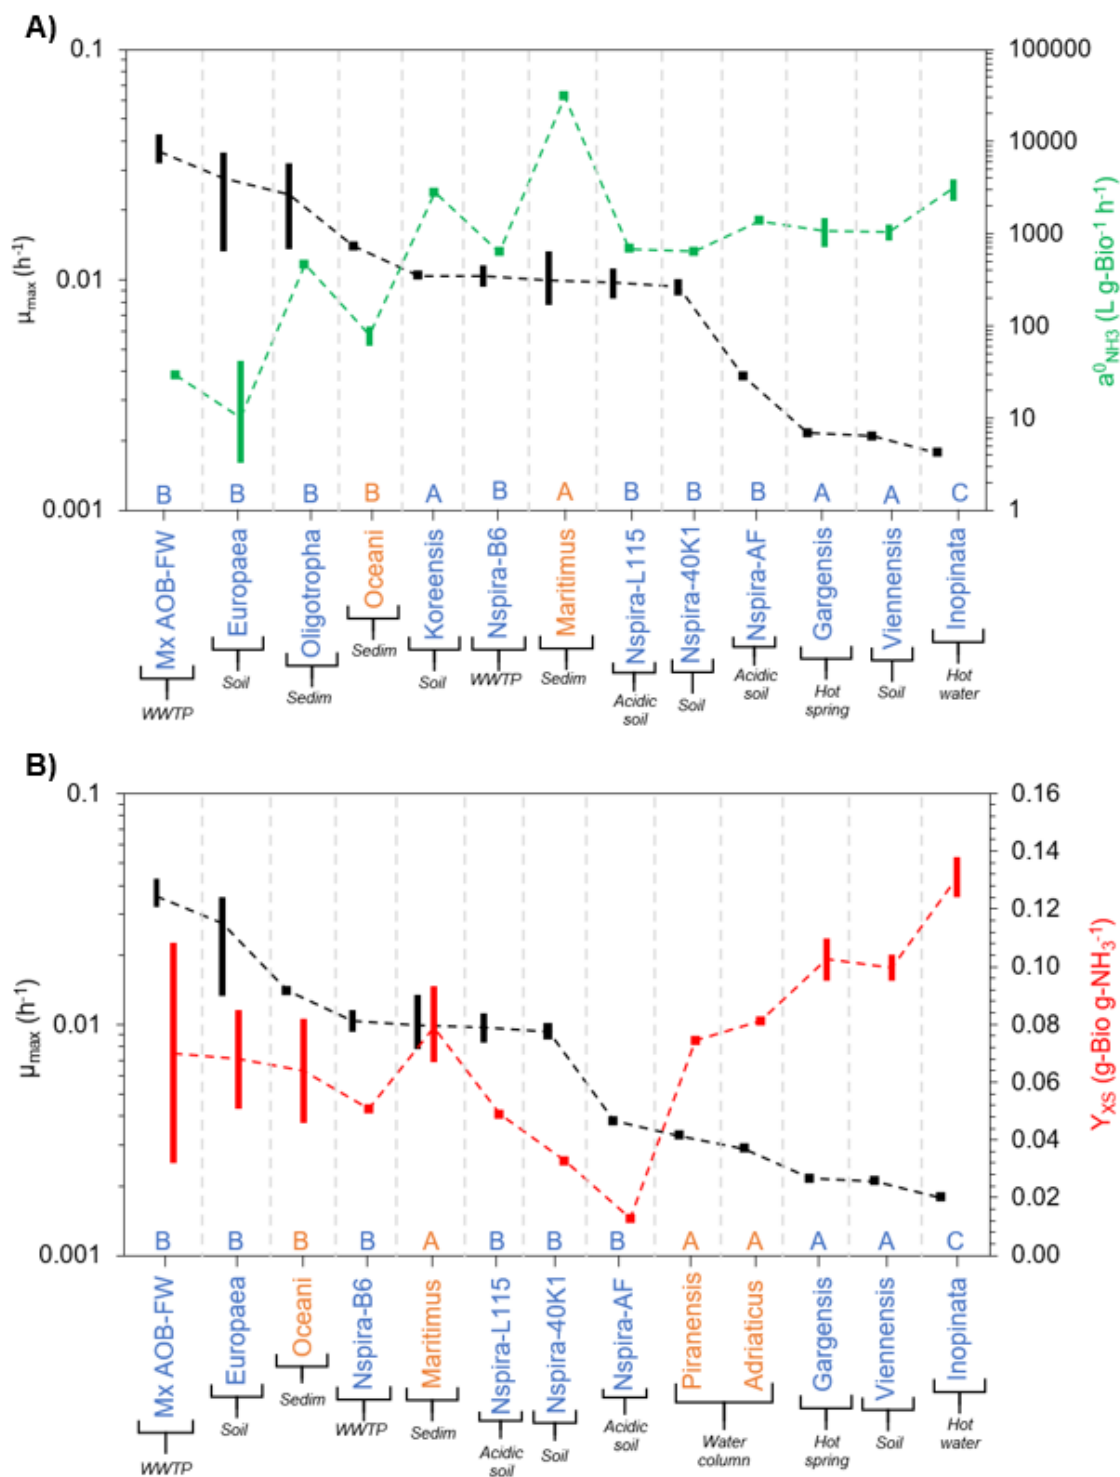 A)
0.1
0.01
0.001
μmax (h-1)
100000
10000
1000
100
10
1
a0NH3 (L g-Bio-1 h-1)
B B B B A B A B B B A A C
Mx AOB-FW
WWTP
Europaea
Soil
Oligotropha
Sedim
Oceani
Sedim
Koreensis
Soil
Nspira-B6
WWTP
Maritimus
Sedim
Nspira-L115
Acidic
soil
Nspira-40K1
Soil
Nspira-AF
Acidic
soil
Gargensis
Hot
spring
Viennensis
Soil
Inopinata
Hot
water
B)
0.1
0.01
0.001
μmax (h-1)
0.16
0.14
0.12
0.10
0.08
0.06
0.04
0.02
0.00
YXS (g-Bio g-NH3-1)
B B B B A B B B A A A A C
Mx AOB-FW
WWTP
Europaea
Soil
Oceani
Sedim
Nspira-B6
WWTP
Maritimus
Sedim
Nspira-L115
Acidic
soil
Nspira-40K1
Soil
Nspira-AF
Acidic
soil
Piranensis
Adriaticus
Water
column
Gargensis
Hot
spring
Viennensis
Soil
Inopinata
Hot
water